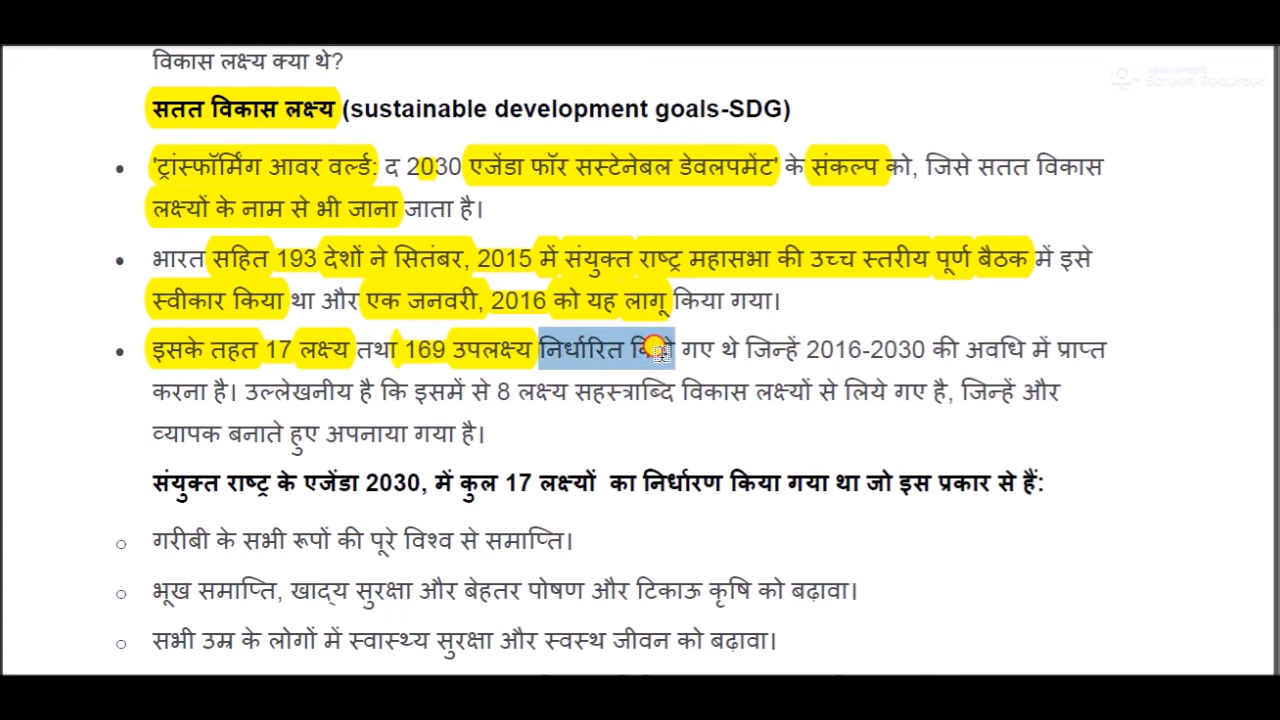 विकास लक्ष्य क्या थे?
सतत विकास लक्ष्य (sustainable development goals-SDG)
'ट्रांस्फॉर्मिंग आवर वर्ल्ड: द 2030 एजेंडा फॉर सस्टेनेबल डेवलपमेंट' के संकल्प को, जिसे सतत विकास
लक्ष्यों के नाम से भी जाना जाता है।
भारत सहित 193 देशों ने सितंबर, 2015 में संयुक्त राष्ट्र महासभा की उच्च स्तरीय पूर्ण बैठक में इसे
स्वीकार किया था और एक जनवरी, 2016 को यह लागू किया गया।
इसके तहत 17 लक्ष्य तथा 169 उपलक्ष्य निर्धारित किये गए थे जिन्हें 2016-2030 की अवधि में प्राप्त
करना है। उल्लेखनीय है कि इसमें से 8 लक्ष्य सहस्त्राब्दि विकास लक्ष्यों से लिये गए है, जिन्हें और
व्यापक बनाते हुए अपनाया गया है।
संयुक्त राष्ट्र के एजेंडा 2030, में कुल 17 लक्ष्यों का निर्धारण किया गया था जो इस प्रकार से हैं:
गरीबी के सभी रूपों की पूरे विश्व से समाप्ति।
भूख समाप्ति, खाद्य सुरक्षा और बेहतर पोषण और टिकाऊ कृषि को बढ़ावा।
सभी उम्र के लोगों में स्वास्थ्य सुरक्षा और स्वस्थ जीवन को बढ़ावा।
Screen Recorder